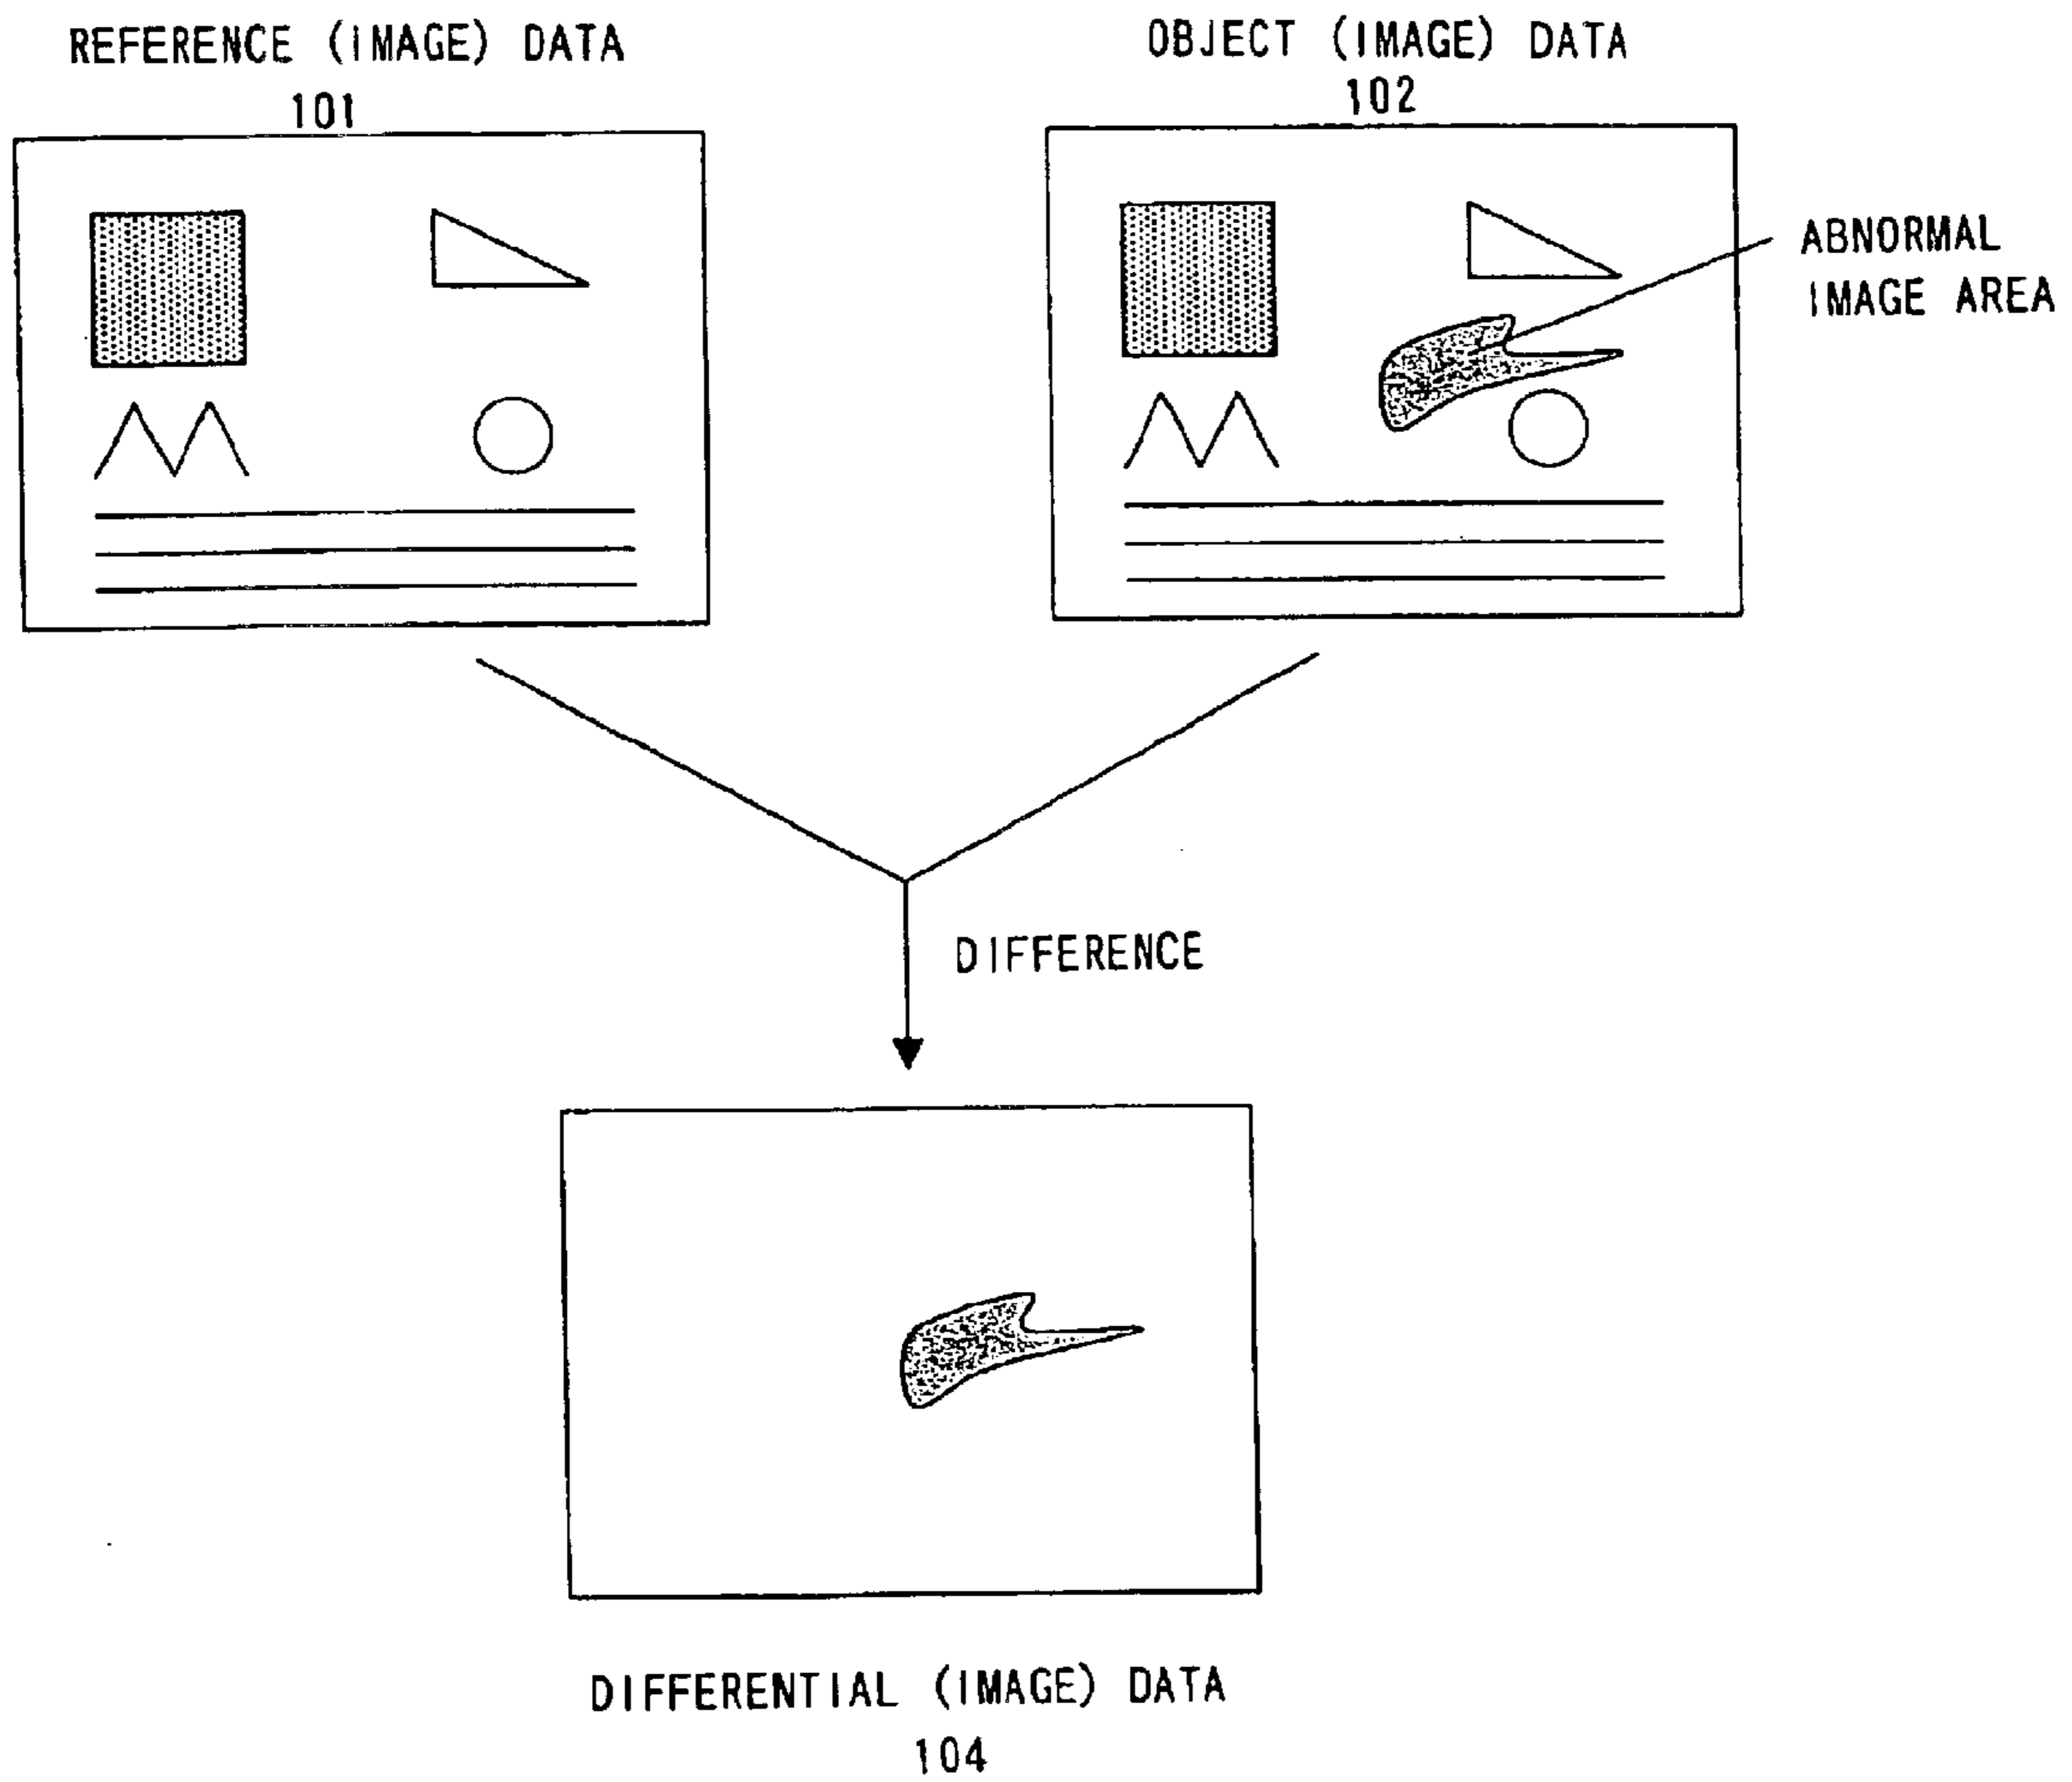 REFERENCE (IMAGE) DATA
101
OBJECT (IMAGE) DATA
102
ABNORMAL
IMAGE AREA
DIFFERENCE
DIFFERENTIAL (IMAGE) DATA
104